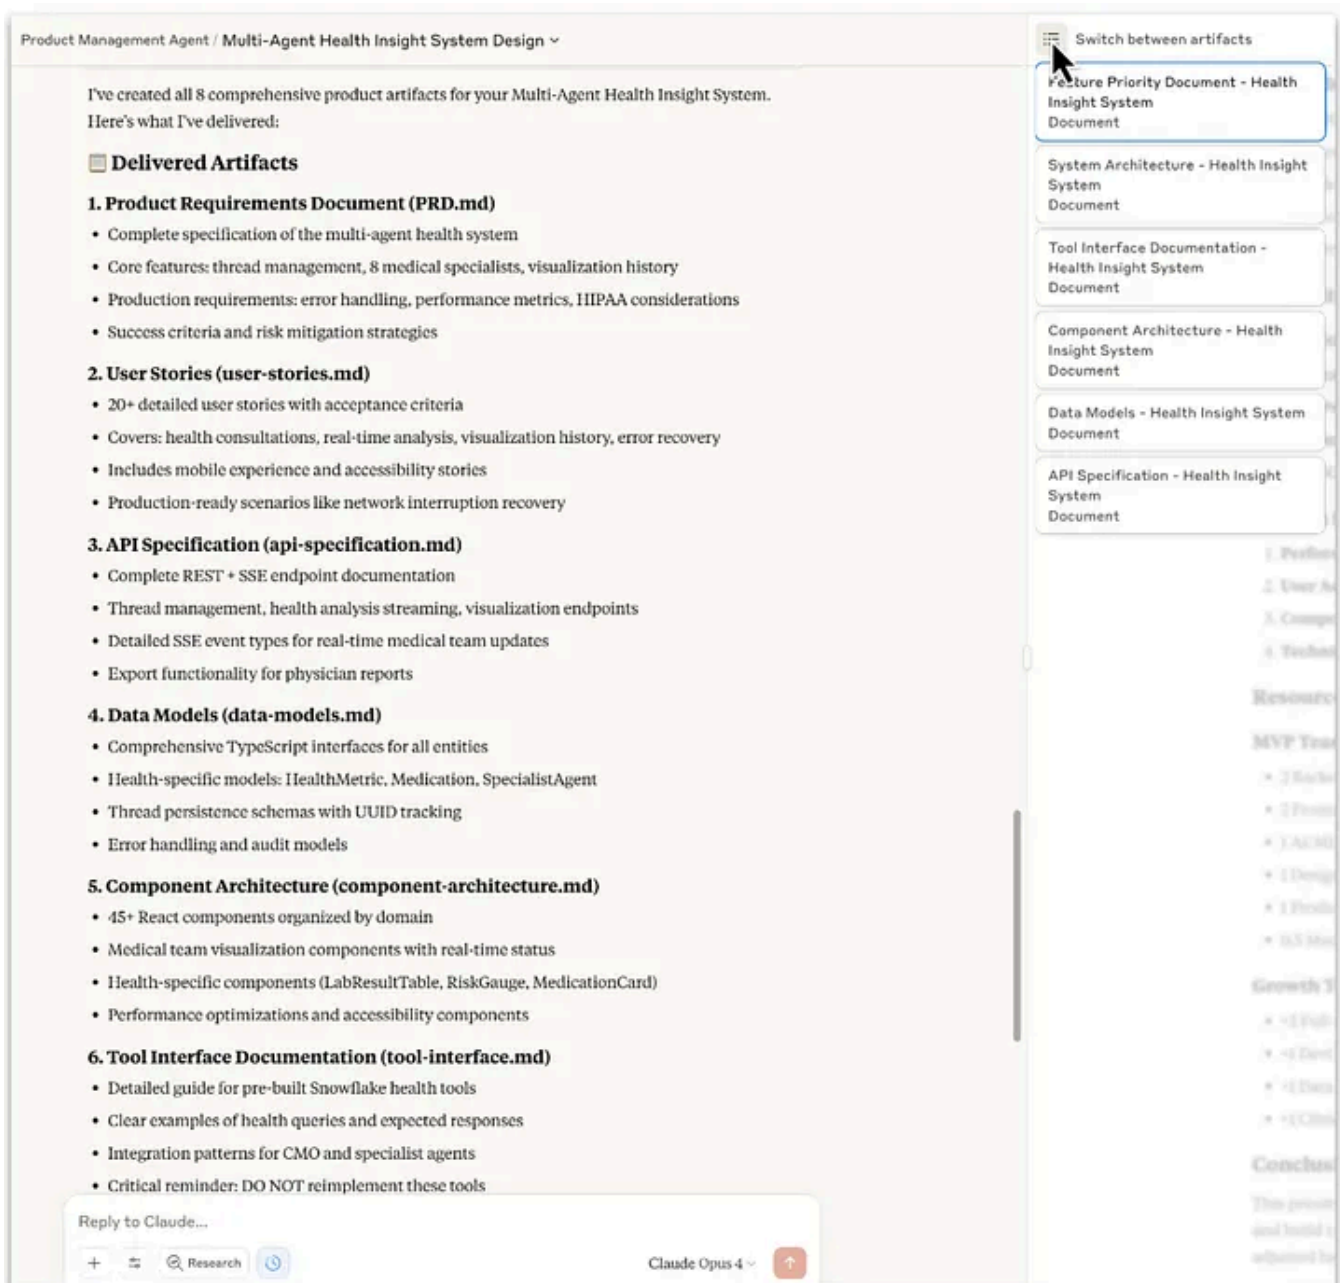 Product Management Agent / Multi-Agent Health Insight System Design
I've created all 8 comprehensive product artifacts for your Multi-Agent Health Insight System.
Here's what I've delivered:
Delivered Artifacts
1. Product Requirements Document (PRD.md)
• Complete specification of the multi-agent health system
• Core features: thread management, 8 medical specialists, visualization history
• Production requirements: error handling, performance metrics, HIPAA considerations
• Success criteria and risk mitigation strategies
2. User Stories (user-stories.md)
• 20+ detailed user stories with acceptance criteria
• Covers: health consultations, real-time analysis, visualization history, error recovery
• Includes mobile experience and accessibility stories
• Production-ready scenarios like network interruption recovery
3. API Specification (api-specification.md)
• Complete REST + SSE endpoint documentation
• Thread management, health analysis streaming, visualization endpoints
• Detailed SSE event types for real-time medical team updates
• Export functionality for physician reports
4. Data Models (data-models.md)
• Comprehensive TypeScript interfaces for all entities
• Health-specific models: HealthMetric, Medication, SpecialistAgent
• Thread persistence schemas with UUID tracking
• Error handling and audit models
5. Component Architecture (component-architecture.md)
• 45+ React components organized by domain
• Medical team visualization components with real-time status
• Health-specific components (LabResultTable, RiskGauge, MedicationCard)
• Performance optimizations and accessibility components
6. Tool Interface Documentation (tool-interface.md)
• Detailed guide for pre-built Snowflake health tools
• Clear examples of health queries and expected responses
• Integration patterns for CMO and specialist agents
• Critical reminder: DO NOT reimplement these tools
Reply to Claude...
Research
Claude Opus 4
Switch between artifacts
Feature Priority Document - Health
Insight System
Document
System Architecture - Health Insight
System
Document
Tool Interface Documentation -
Health Insight System
Document
Component Architecture - Health
Insight System
Document
Data Models - Health Insight System
Document
API Specification - Health Insight
System
Document